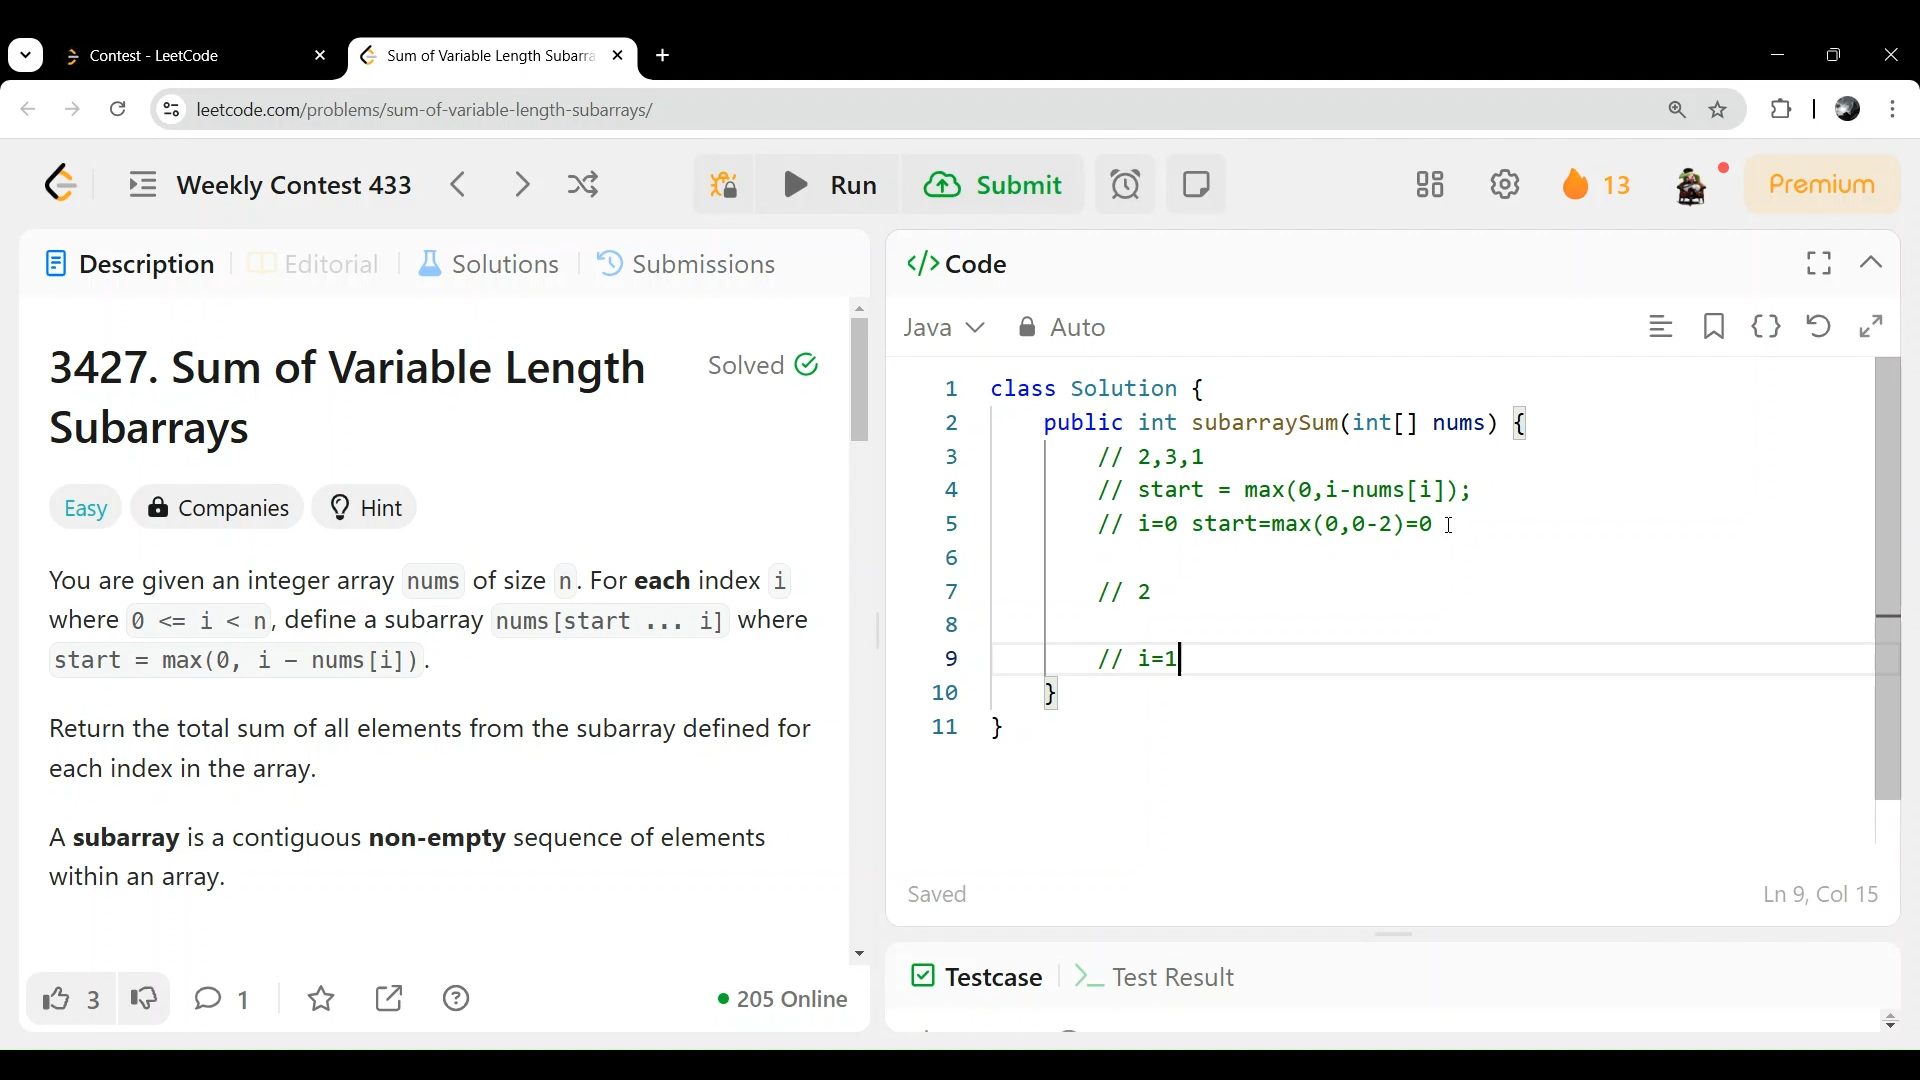 Contest - LeetCode
Sum of Variable Length Subarra
leetcode.com/problems/sum-of-variable-length-subarrays/
Weekly Contest 433
Run
Submit
13
Premium
Description
Editorial
Solutions
Submissions
</> Code
Java
Auto
3427. Sum of Variable Length
Subarrays
Solved
Easy
Companies
Hint
You are given an integer array nums of size n. For each index i
where 0 <= i < n, define a subarray nums[start ... i] where
start = max(0, i - nums[i]).
Return the total sum of all elements from the subarray defined for
each index in the array.
A subarray is a contiguous non-empty sequence of elements
within an array.
3
1
205 Online
1 class Solution {
2 public int subarraySum(int[] nums) {
3 // 2,3,1
4 // start = max(0,i-nums[i]);
5 // i=0 start=max(0,0-2)=0
6
7 // 2
8
9 // i=1
10 }
11 }
Saved
Ln 9, Col 15
Testcase
Test Result